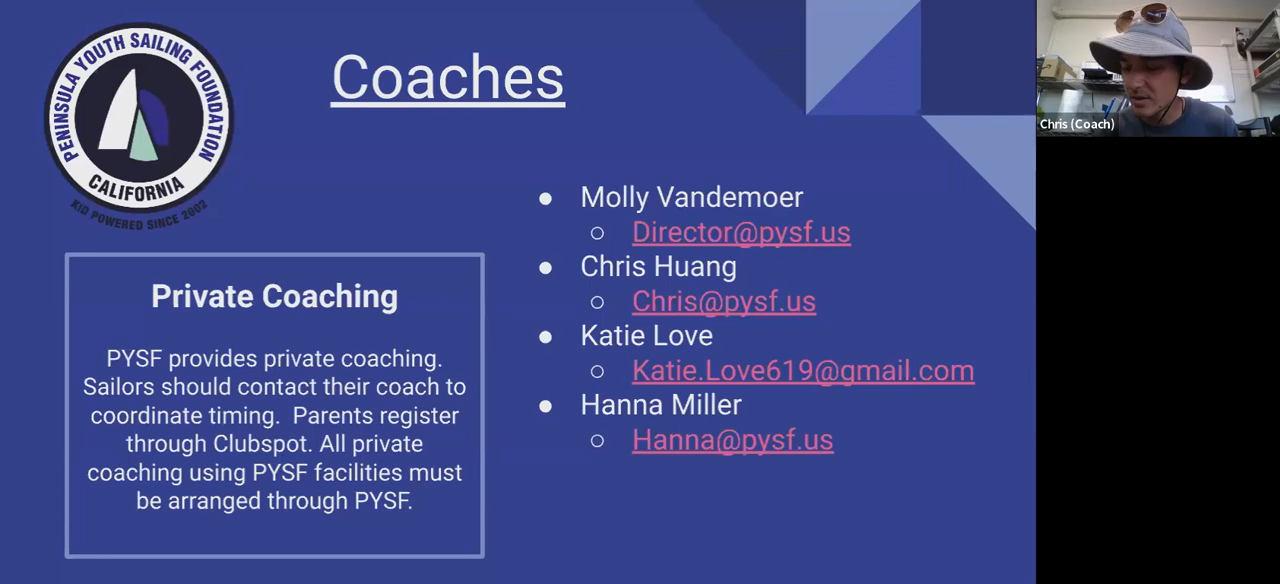 PENINSULA YOUTH SAILING FOUNDATION
CALIFORNIA
KID POWERED SINCE 2002
Coaches
Chris (Coach)
Private Coaching
PYSF provides private coaching.
Sailors should contact their coach to
coordinate timing.  Parents register
through Clubspot. All private
coaching using PYSF facilities must
be arranged through PYSF.
● Molly Vandemoer
○ Director@pysf.us
● Chris Huang
○ Chris@pysf.us
● Katie Love
○ Katie.Love619@gmail.com
● Hanna Miller
○ Hanna@pysf.us